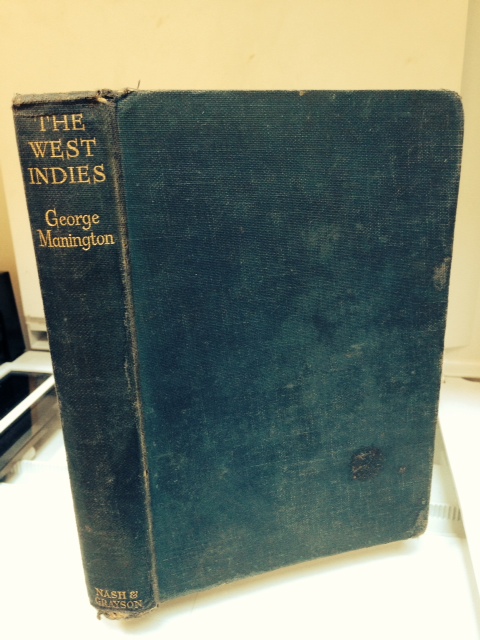 THE
WEST
INDIES
George
Manington
NASH &
GRAYSON